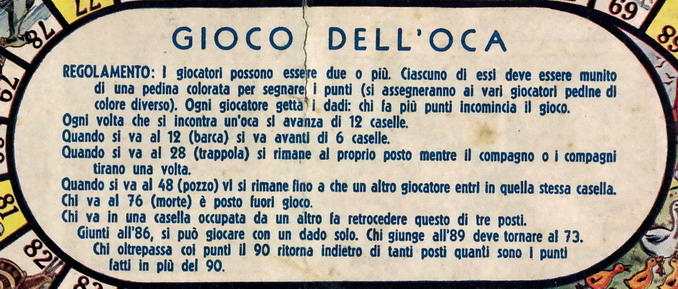 GIOCO DELL'OCA
REGOLAMENTO: I giocatori possono essere due o più. Ciascuno di essi deve essere munito
di una pedina colorata per segnare i punti (si assegneranno ai vari giocatori pedine di
colore diverso). Ogni giocatore getta i dadi: chi fa più punti incomincia il gioco.
Ogni volta che si incontra un'oca si avanza di 12 caselle.
Quando si va al 12 (barca) si va avanti di 6 caselle.
Quando si va al 28 (trappola) si rimane al proprio posto mentre il compagno o i compagni
tirano una volta.
Quando si va al 48 (pozzo) vi si rimane fino a che un altro giocatore entri in quella stessa casella.
Chi va al 76 (morte) è posto fuori gioco.
Chi va in una casella occupata da un altro fa retrocedere questo di tre posti.
Giunti all'86, si può giocare con un dado solo. Chi giunge all'89 deve tornare al 73.
Chi oltrepassa coi punti il 90 ritorna indietro di tanti posti quanti sono i punti
fatti in più del 90.
77
78
79
81
82
69
68